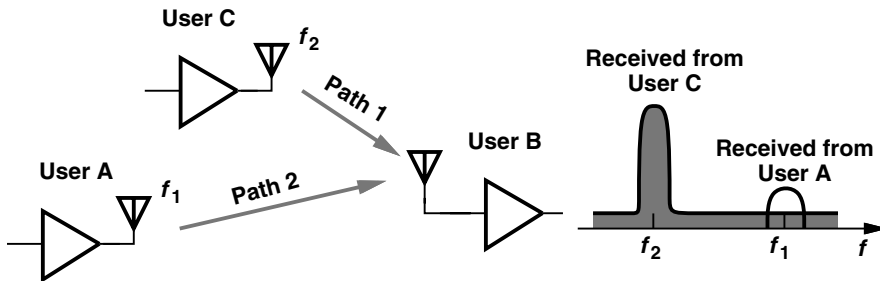 User C
f2
Path 1
User B
User A
f1
Path 2
Received from
User C
Received from
User A
f2
f1
f